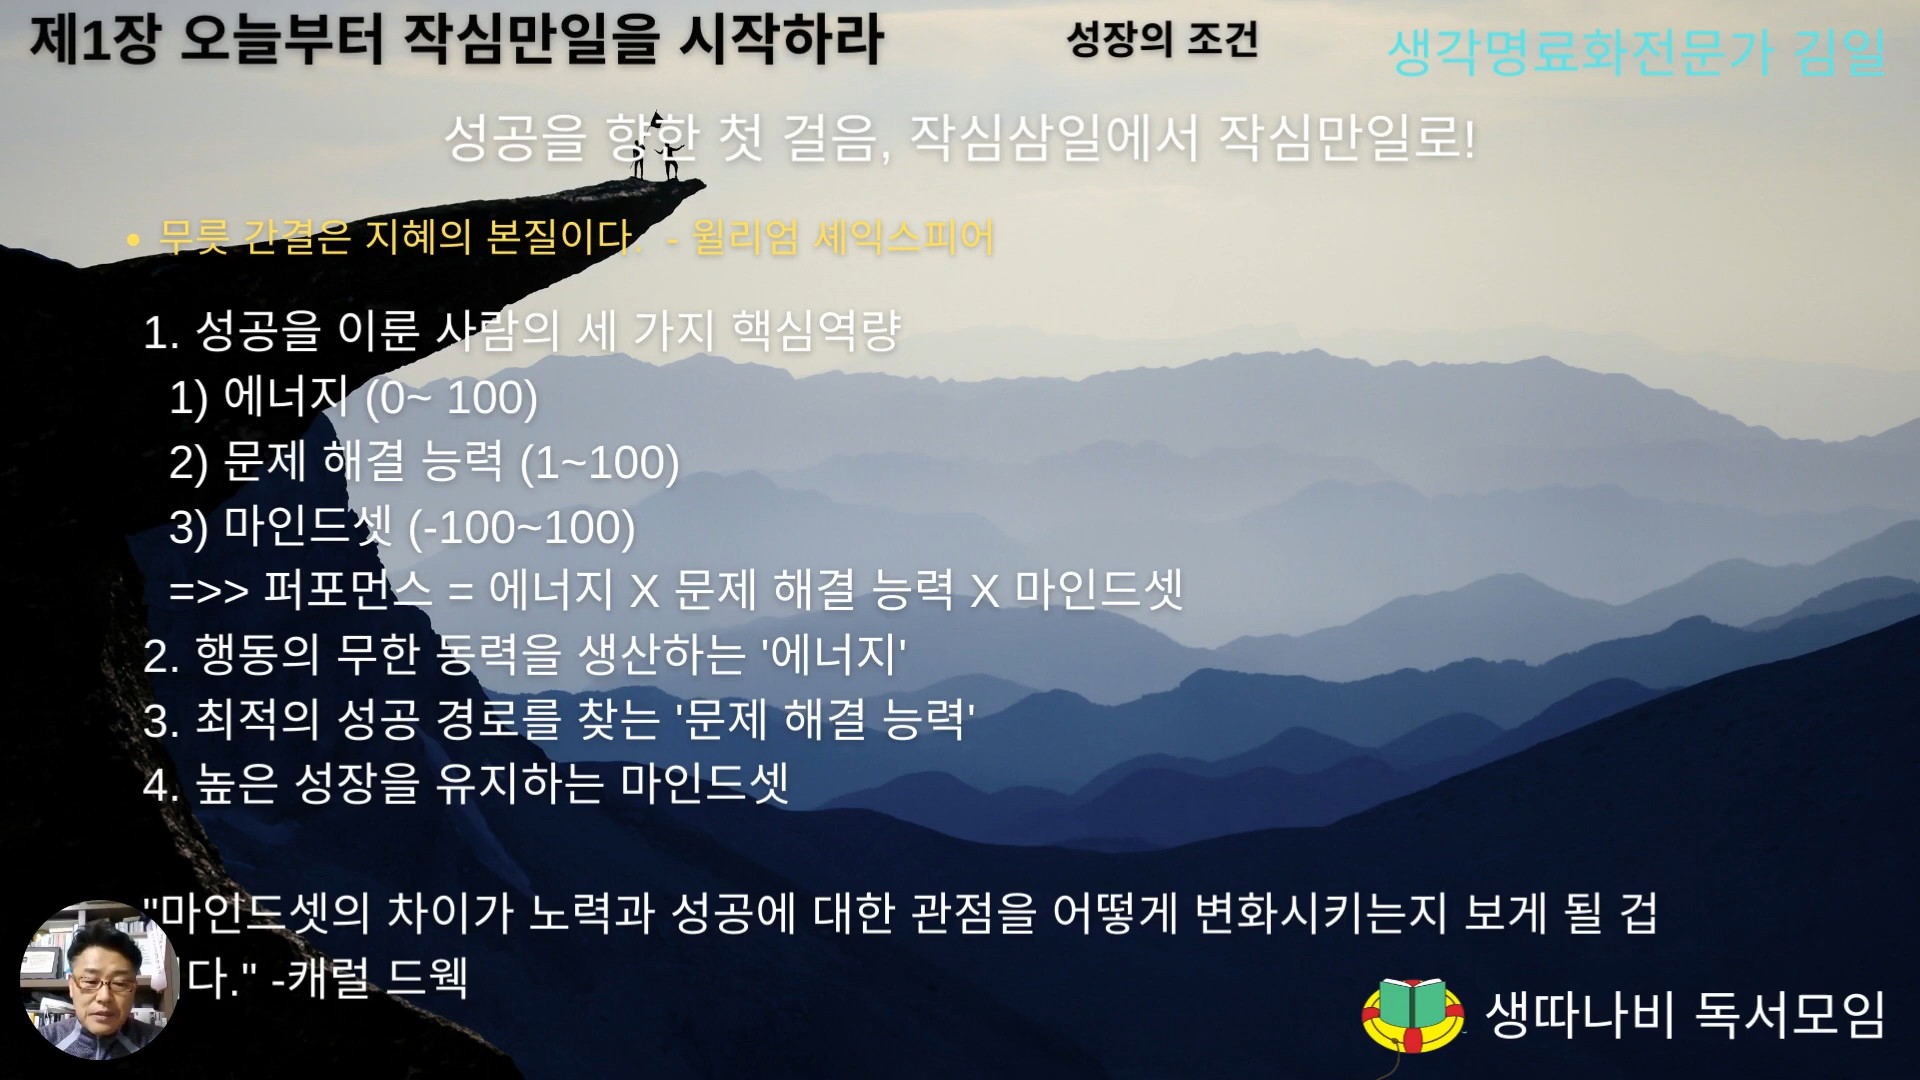 제1장 오늘부터 작심만일을 시작하라
성장의 조건
생각명료화전문가 김일
성공을 향한 첫 걸음, 작심삼일에서 작심만일로!
• 무릇 간결은 지혜의 본질이다. - 윌리엄 셰익스피어
1. 성공을 이룬 사람의 세 가지 핵심역량
1) 에너지 (0~ 100)
2) 문제 해결 능력 (1~100)
3) 마인드셋 (-100~100)
=>> 퍼포먼스 = 에너지 X 문제 해결 능력 X 마인드셋
2. 행동의 무한 동력을 생산하는 '에너지'
3. 최적의 성공 경로를 찾는 '문제 해결 능력'
4. 높은 성장을 유지하는 마인드셋
"마인드셋의 차이가 노력과 성공에 대한 관점을 어떻게 변화시키는지 보게 될 겁
다." -캐럴 드웩
생따나비 독서모임